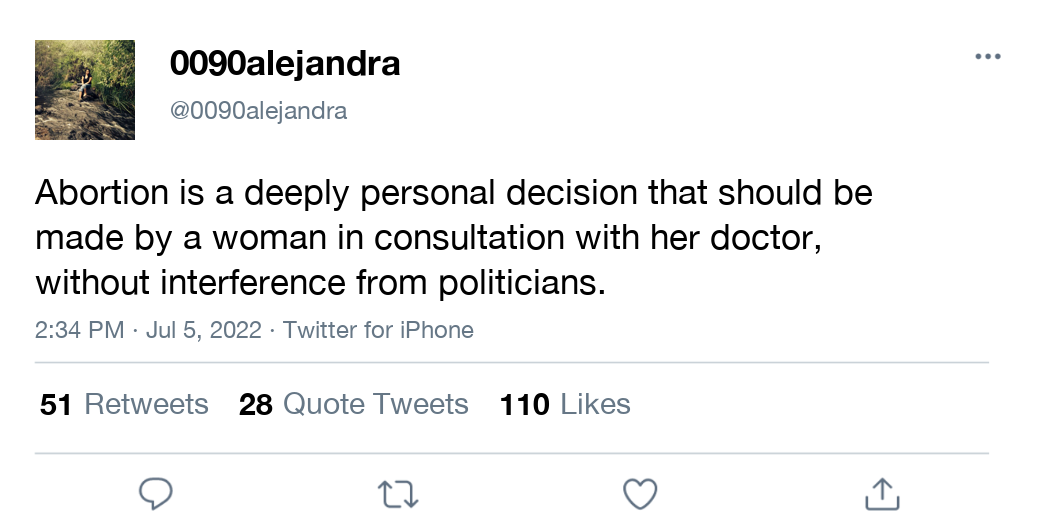 0090alejandra
@0090alejandra
Abortion is a deeply personal decision that should be
made by a woman in consultation with her doctor,
without interference from politicians.
2:34 PM · Jul 5, 2022 · Twitter for iPhone
51 Retweets 28 Quote Tweets 110 Likes